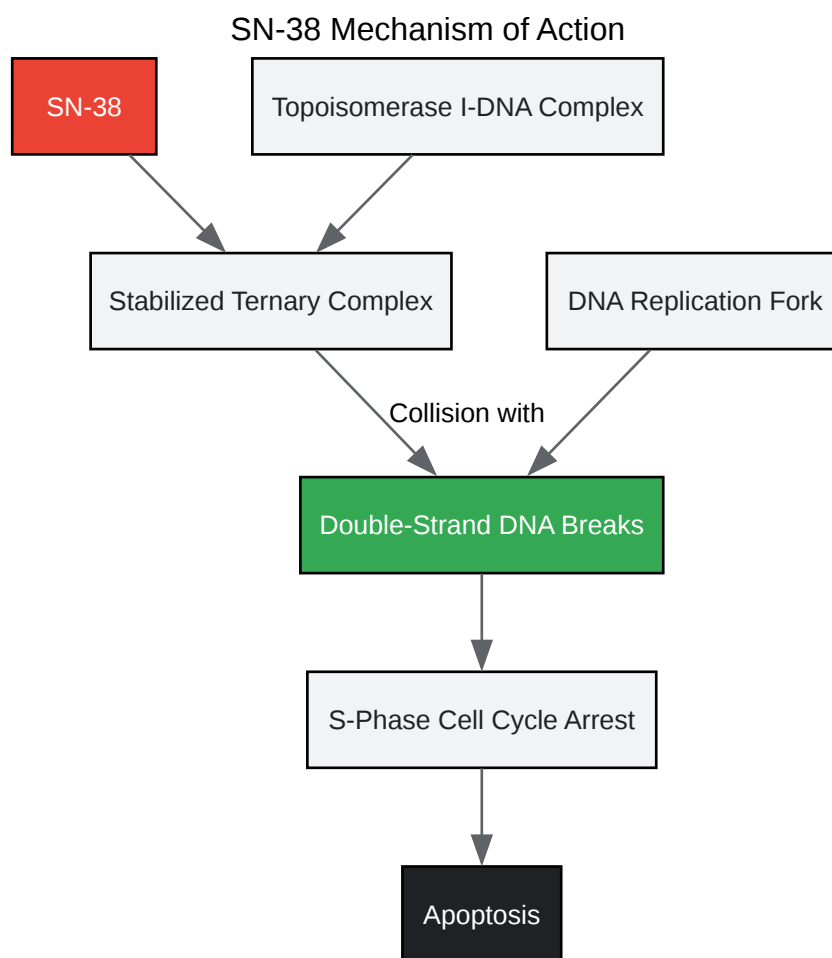 SN-38 Mechanism of Action
SN-38
Topoisomerase I-DNA Complex
Stabilized Ternary Complex
DNA Replication Fork
Collision with
Double-Strand DNA Breaks
S-Phase Cell Cycle Arrest
Apoptosis